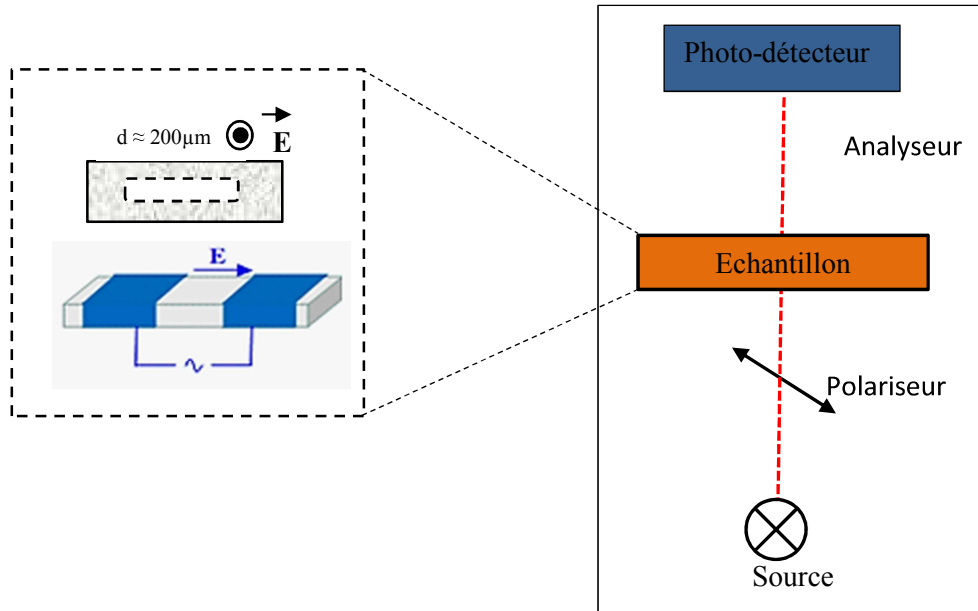 d ≈ 200µm
E
E
Photo-détecteur
Analyseur
Echantillon
Polariseur
Source